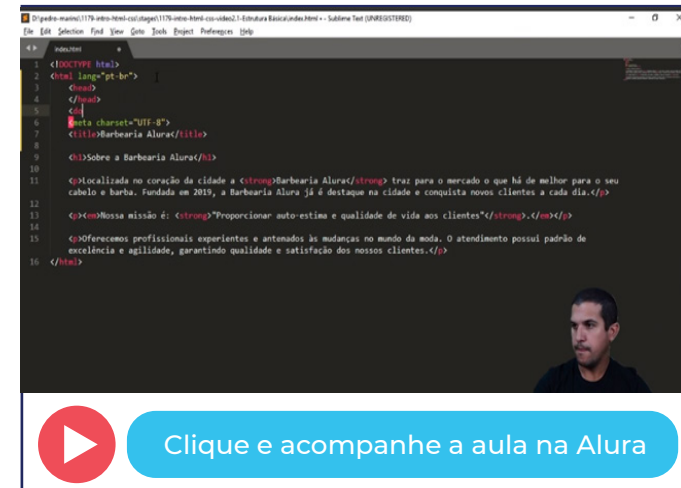 D:\pedro-marins\1179-intro-html-css\stages\1179-intro-html-css-video2.1-Estrutura Básica\index.html • - Sublime Text (UNREGISTERED)
File Edit Selection Find View Goto Tools Project Preferences Help
index.html
1 <!DOCTYPE html>
2 <html lang="pt-br">
3 <head>
4 </head>
5 <do
6 <meta charset="UTF-8">
7 <title>Barbearia Alura</title>
8
9 <h1>Sobre a Barbearia Alura</h1>
10
11 <p>Localizada no coração da cidade a <strong>Barbearia Alura</strong> traz para o mercado o que há de melhor para o seu
cabelo e barba. Fundada em 2019, a Barbearia Alura já é destaque na cidade e conquista novos clientes a cada dia.</p>
12
13 <p><em>Nossa missão é: <strong>"Proporcionar auto-estima e qualidade de vida aos clientes"</strong>.</em></p>
14
15 <p>Oferecemos profissionais experientes e antenados às mudanças no mundo da moda. O atendimento possui padrão de
excelência e agilidade, garantindo qualidade e satisfação dos nossos clientes.</p>
16 </html>
Clique e acompanhe a aula na Alura